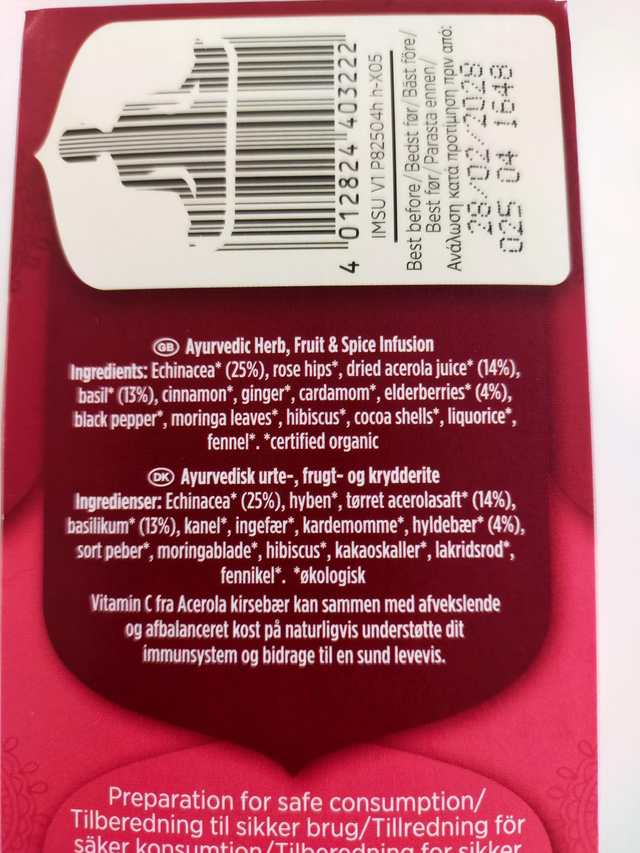 4 012824 403222
IMSU V1 P82504h h-X05
Best before/Bedst før/Bäst före/
Best før/Parasta ennen/
Ανάλωση κατά προτίμηση πριν από:
28/02/2028
025 04 1648
GB Ayurvedic Herb, Fruit & Spice Infusion
Ingredients: Echinacea* (25%), rose hips*, dried acerola juice* (14%),
basil* (13%), cinnamon*, ginger*, cardamom*, elderberries* (4%),
black pepper*, moringa leaves*, hibiscus*, cocoa shells*, liquorice*,
fennel*. *certified organic
DK Ayurvedisk urte-, frugt- og krydderite
Ingredienser: Echinacea* (25%), hyben*, tørret acerolasaft* (14%),
basilikum* (13%), kanel*, ingefær*, kardemomme*, hyldebær* (4%),
sort peber*, moringablade*, hibiscus*, kakaoskaller*, lakridsrod*,
fennikel*. *økologisk
Vitamin C fra Acerola kirsebær kan sammen med afvekslende
og afbalanceret kost på naturligvis understøtte dit
immunsystem og bidrage til en sund levevis.
Preparation for safe consumption/
Tilberedning til sikker brug/Tillredning för
säker konsumtion/Tilberedning for sikker